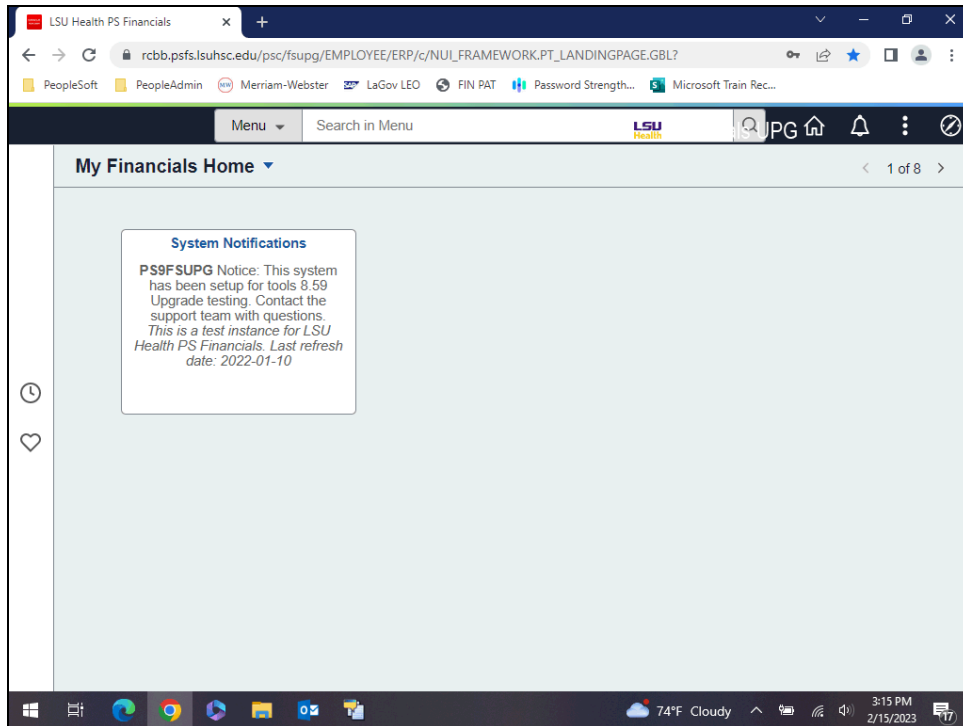 LSU Health PS Financials
rcbb.psfs.lsuhsc.edu/psc/fsupg/EMPLOYEE/ERP/c/NUI_FRAMEWORK.PT_LANDINGPAGE.GBL?
PeopleSoft PeopleAdmin MW Merriam-Webster LaGov LEO FIN PAT Password Strength... Microsoft Train Rec...
Menu Search in Menu LSU Health UPG
My Financials Home 1 of 8
System Notifications
PS9FSUPG Notice: This system
has been setup for tools 8.59
Upgrade testing. Contact the
support team with questions.
This is a test instance for LSU
Health PS Financials. Last refresh
date: 2022-01-10
74°F Cloudy 3:15 PM
2/15/2023 17